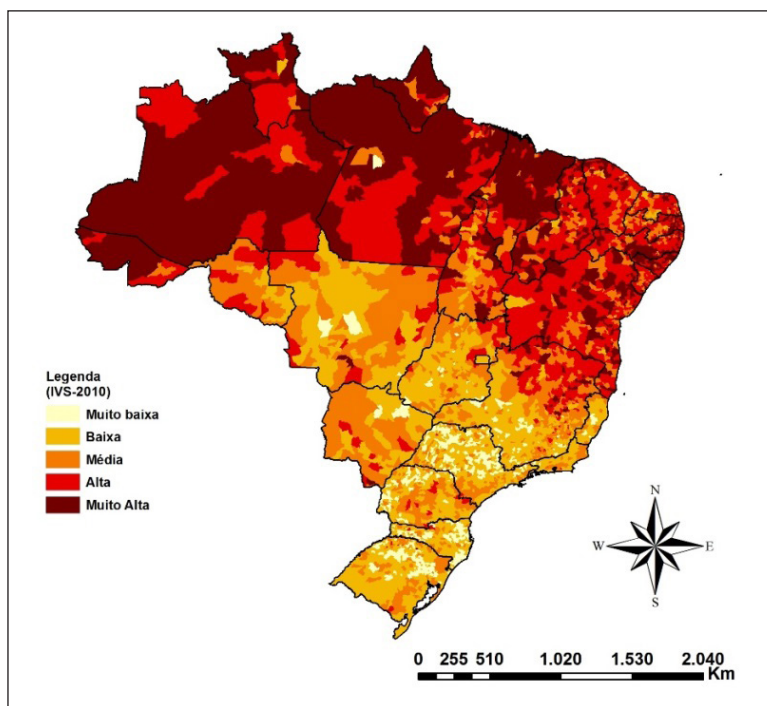 Legenda
(IVS-2010)
Muito baixa
Baixa
Média
Alta
Muito Alta
N
W E
S
0 255 510 1.020 1.530 2.040
Km